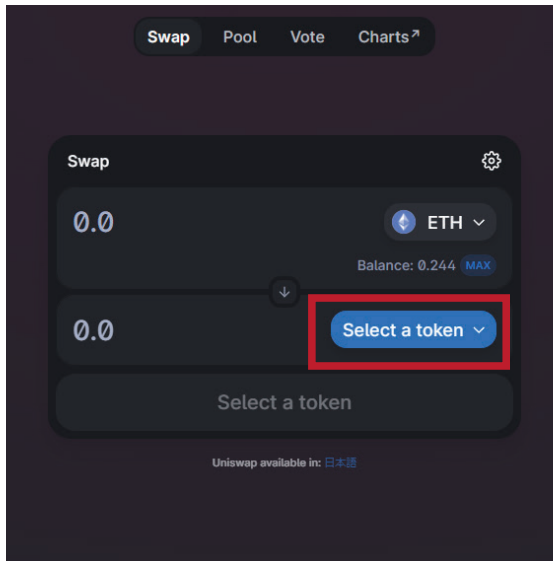 Swap Pool Vote Charts↗
Swap
0.0 ETH
Balance: 0.244 MAX
0.0 Select a token
Select a token
Uniswap available in: 日本語